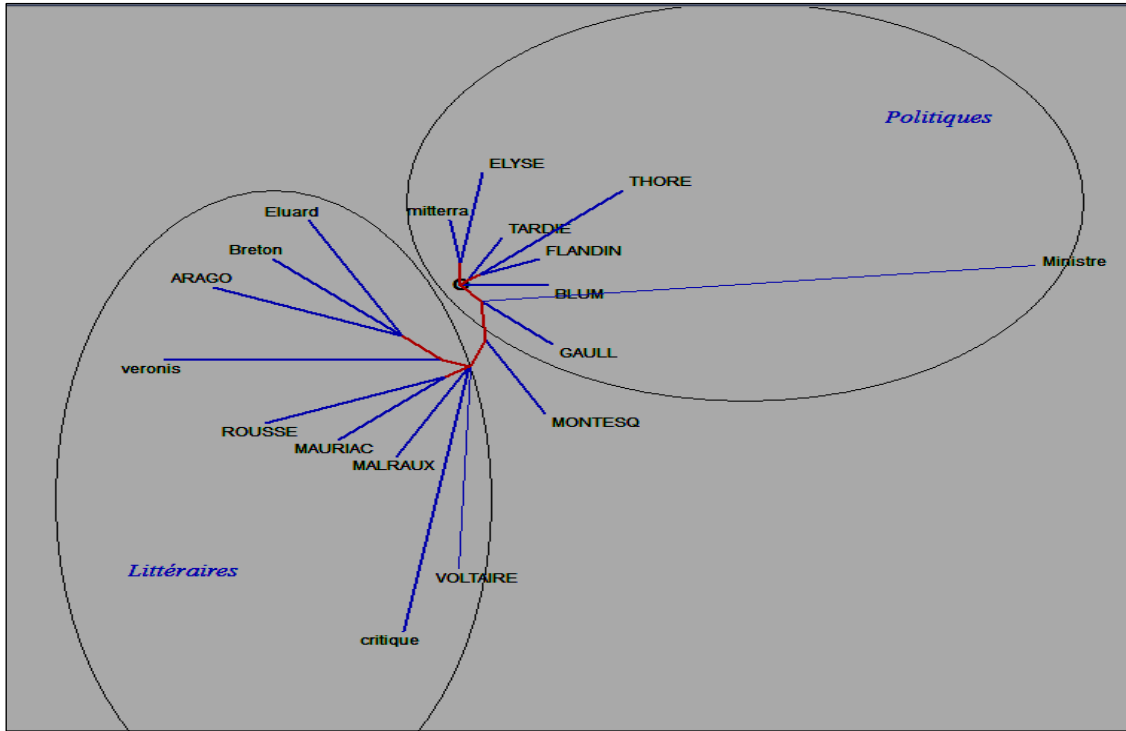 Politiques
ELYSE
THORE
mitterra
Eluard
TARDIE
Breton
FLANDIN
Ministre
ARAGO
BLUM
GAULL
veronis
MONTESQ
ROUSSE
MAURIAC
MALRAUX
Littéraires
VOLTAIRE
critique